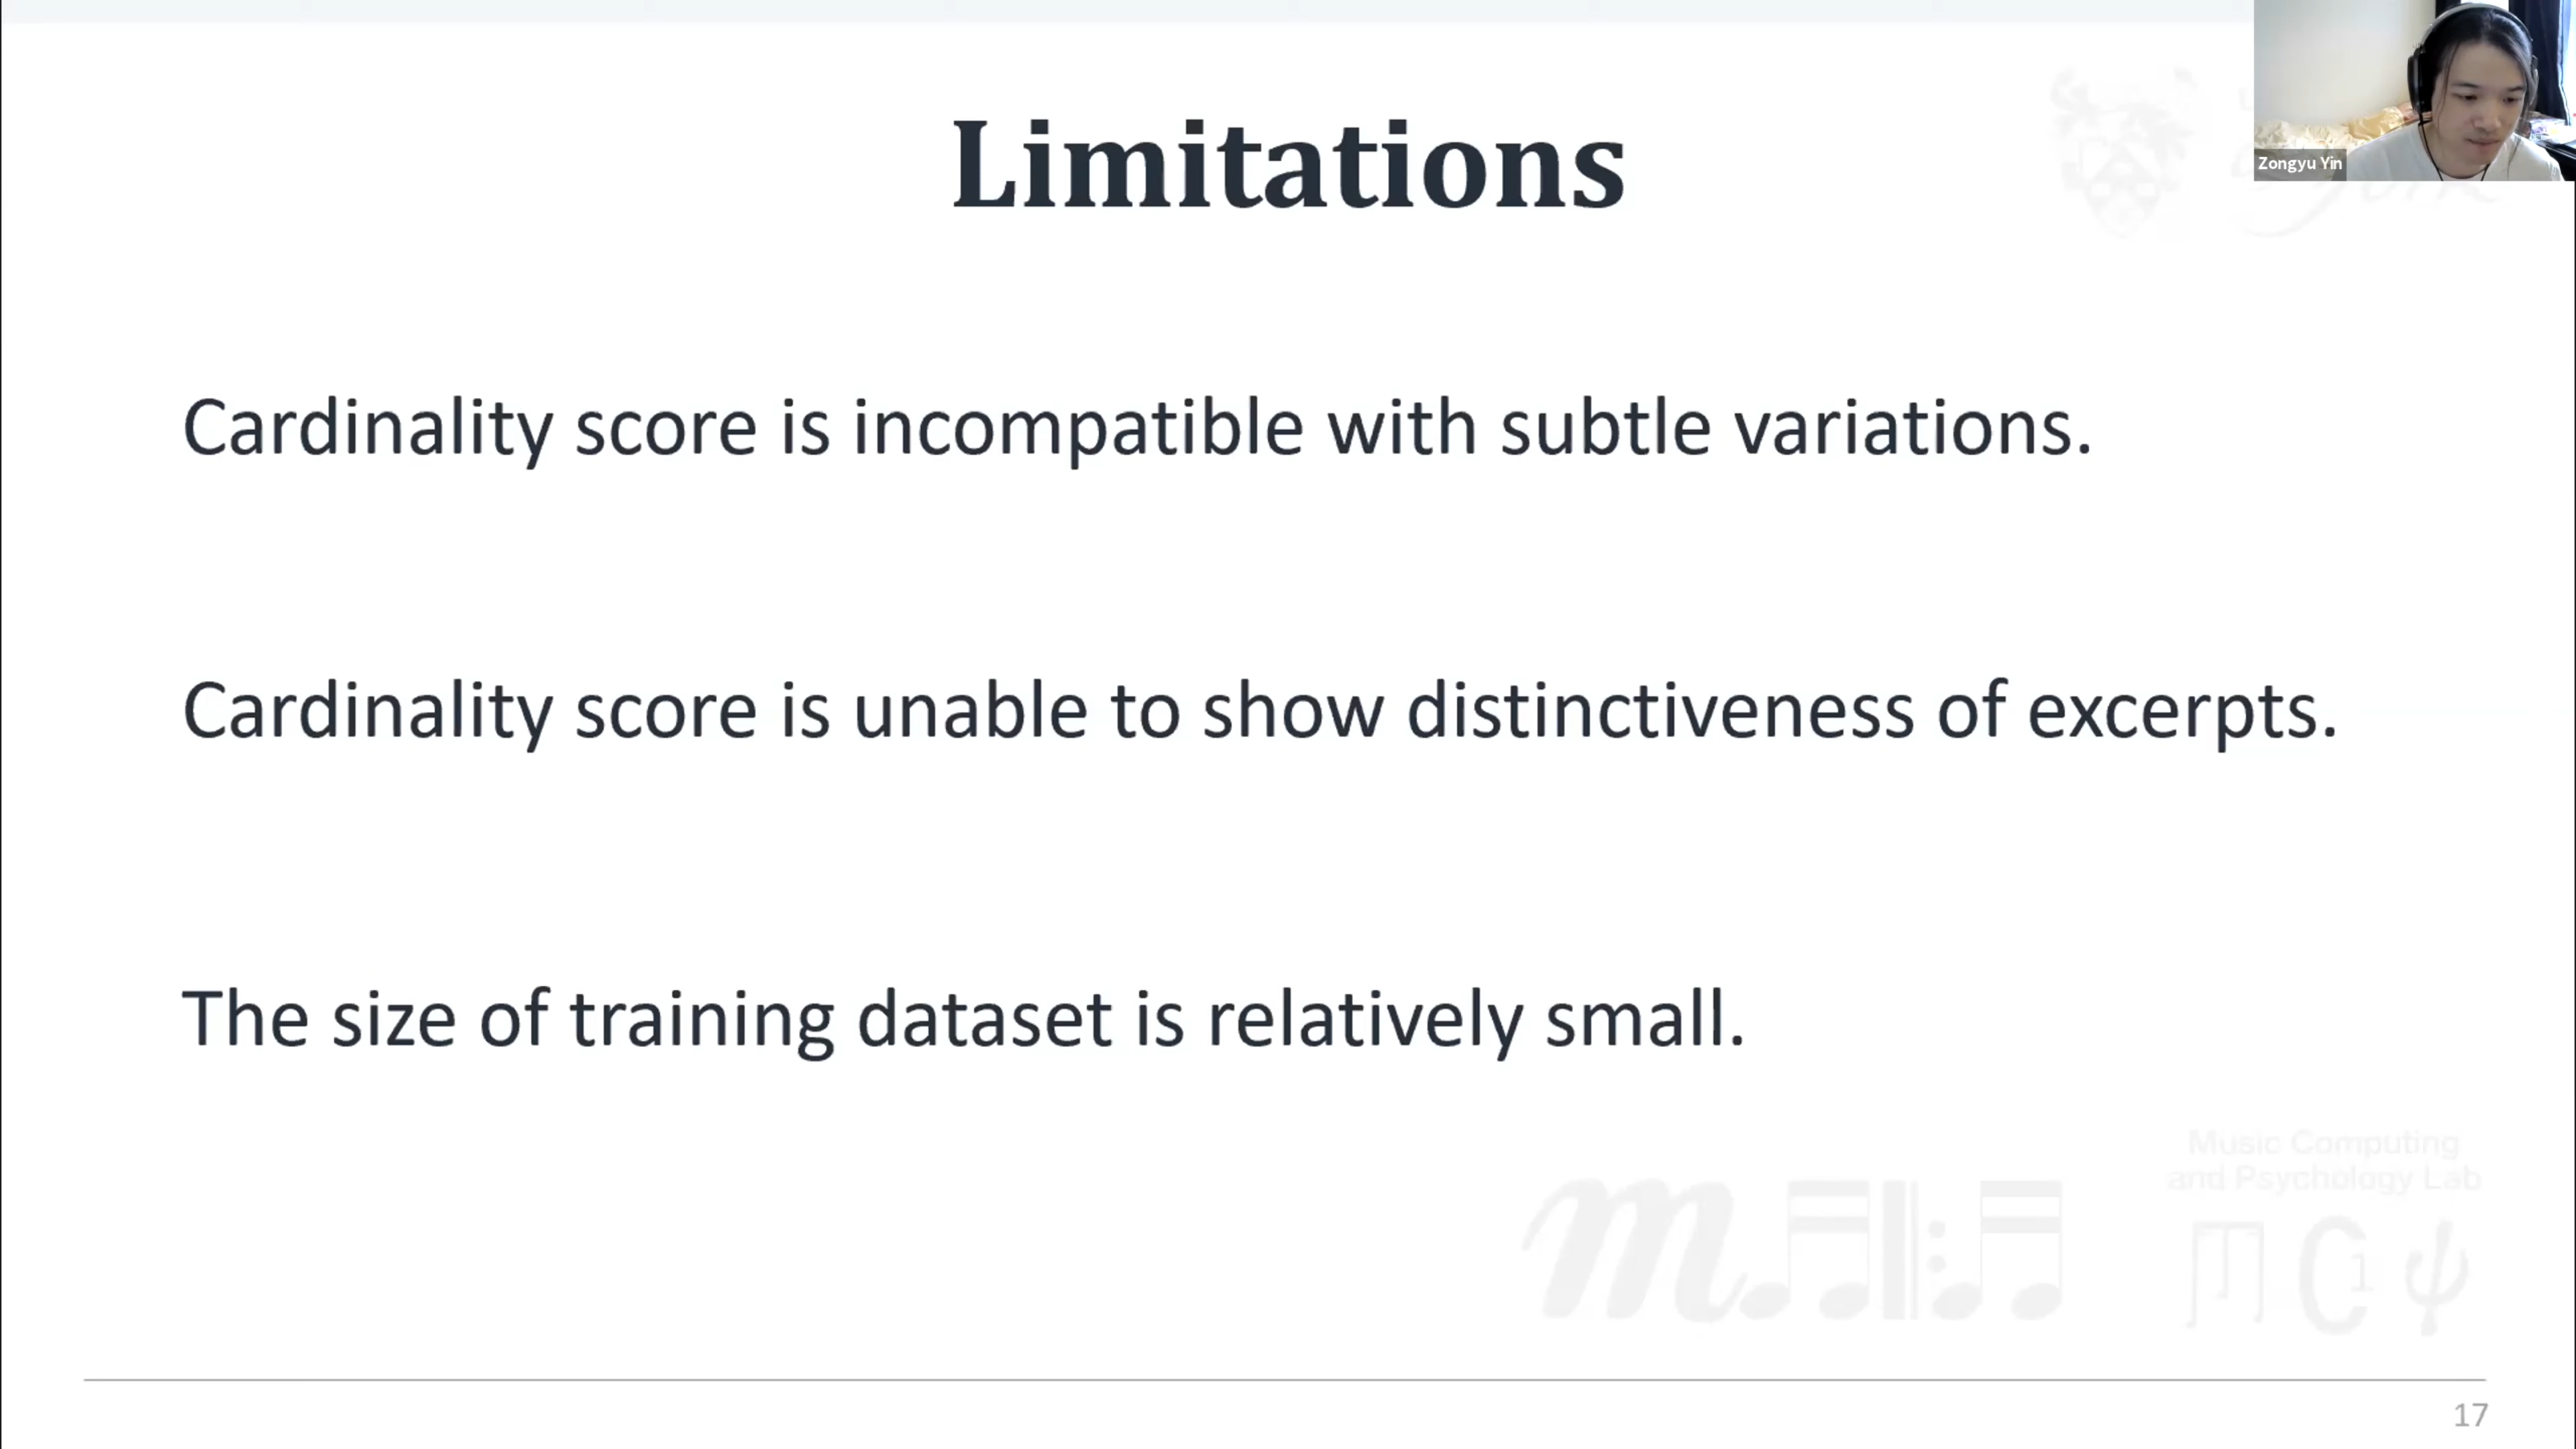 Limitations
Zongyu Yin
Cardinality score is incompatible with subtle variations.
Cardinality score is unable to show distinctiveness of excerpts.
The size of training dataset is relatively small.
Music Computing
and Psychology Lab
17